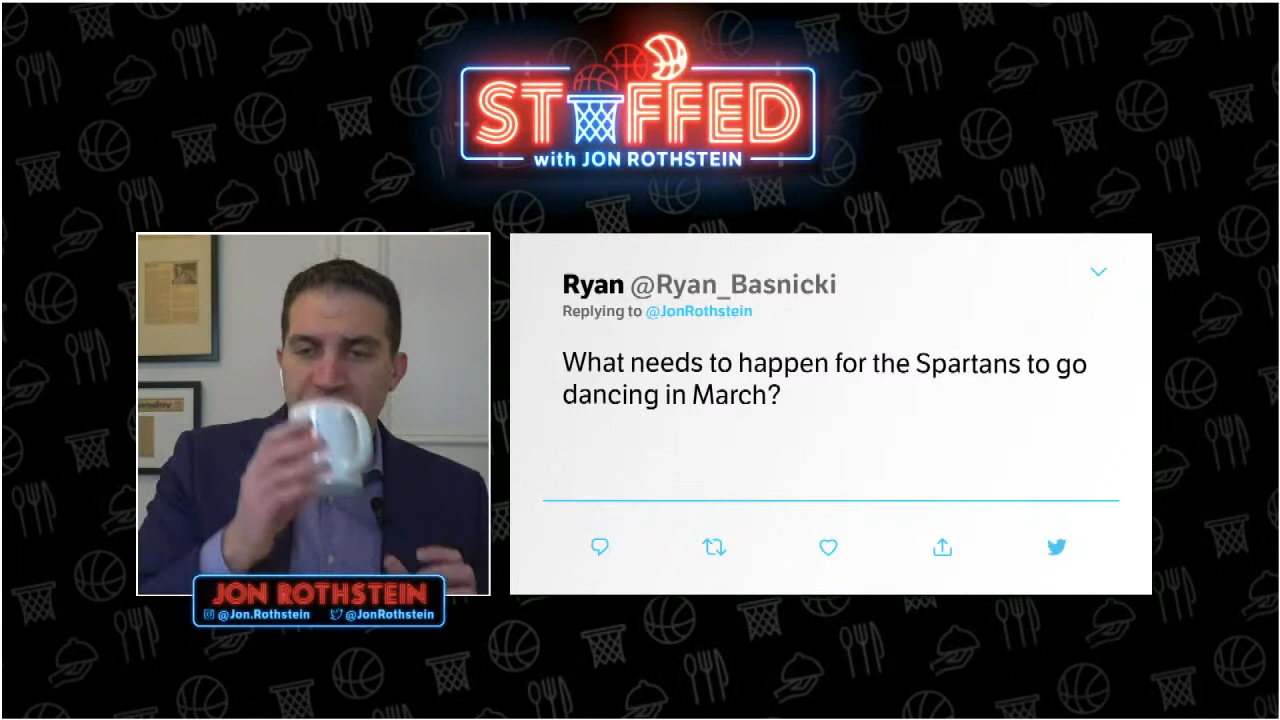 STUFFED
with JON ROTHSTEIN
Ryan @Ryan_Basnicki
Replying to @JonRothstein
What needs to happen for the Spartans to go
dancing in March?
JON ROTHSTEIN
@Jon.Rothstein @JonRothstein